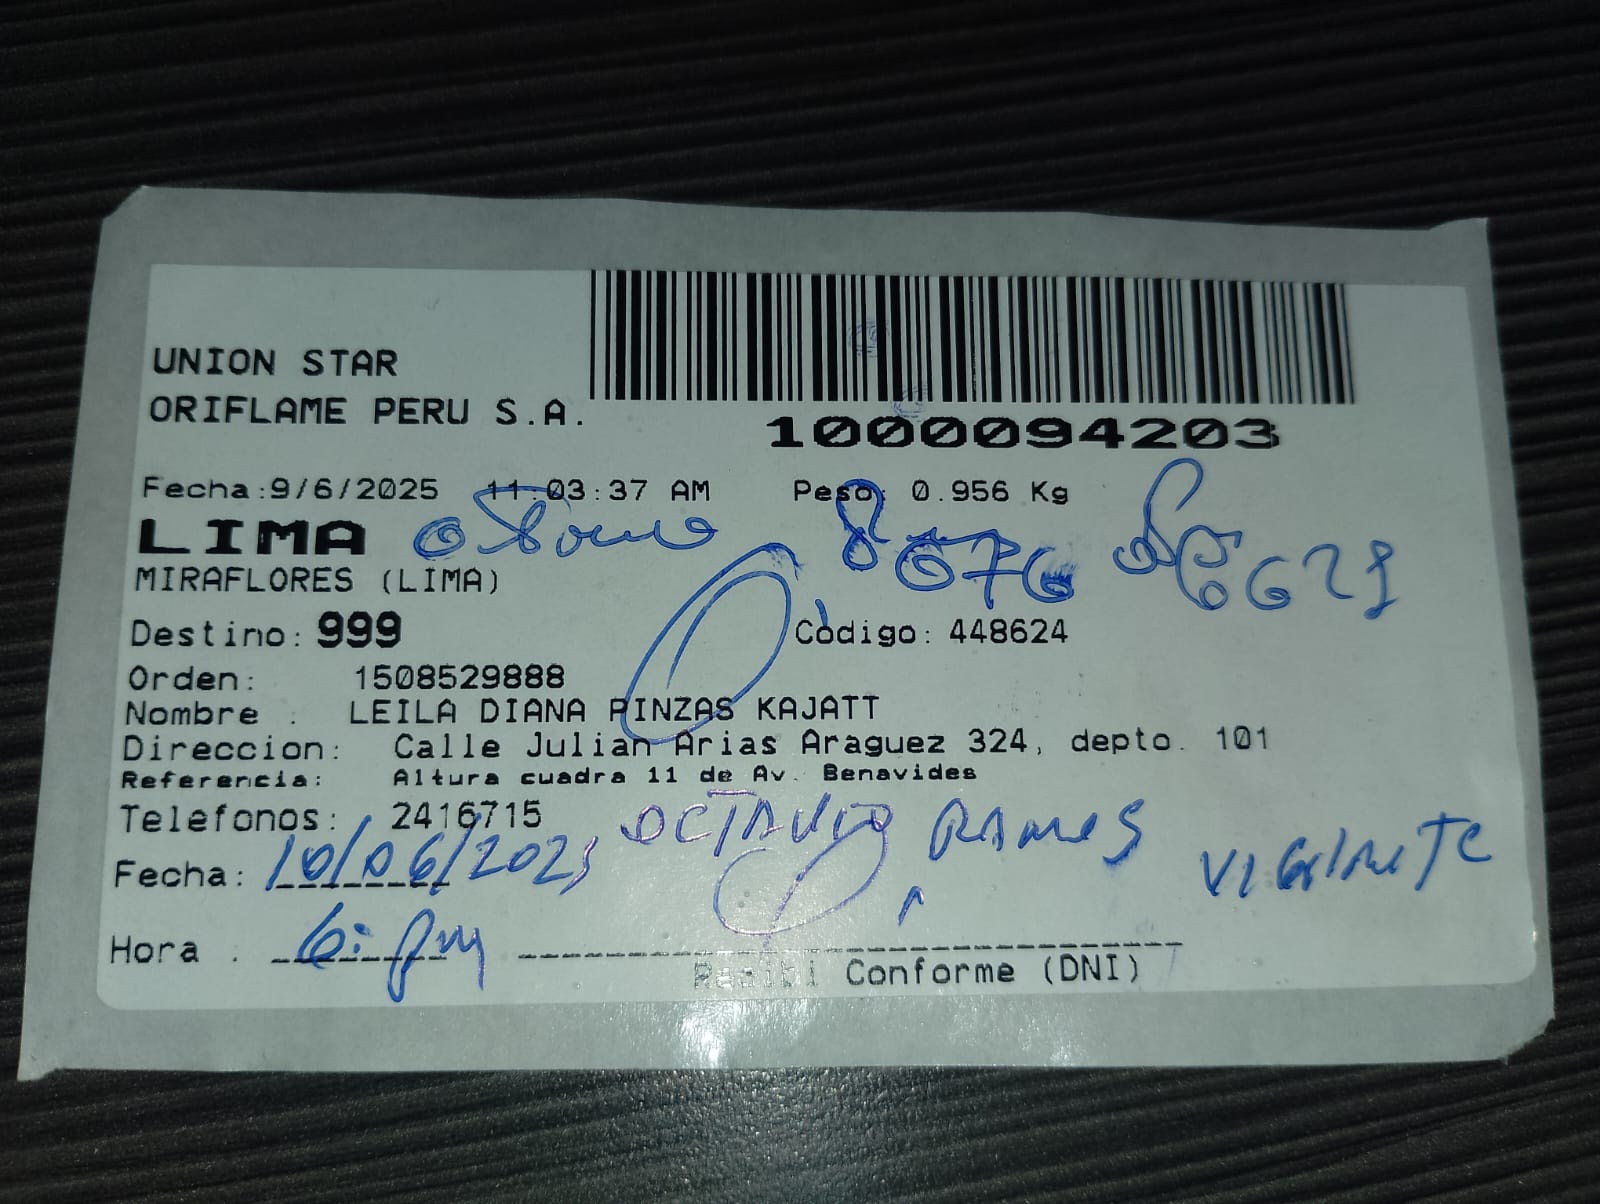 UNION STAR
ORIFLAME PERU S.A.
1000094203
Fecha:9/6/2025 11:03:37 AM Peso: 0.956 Kg
LIMA
MIRAFLORES (LIMA)
Destino: 999 Código: 448624
Orden: 1508529888
Nombre : LEILA DIANA PINZAS KAJATT
Direccion: Calle Julian Arias Araguez 324, depto. 101
Referencia: Altura cuadra 11 de Av. Benavides
Telefonos: 2416715
OCTAVIO RAMOS VIGILANTE
Fecha: 10/06/2025
Hora :
Recibi Conforme (DNI)